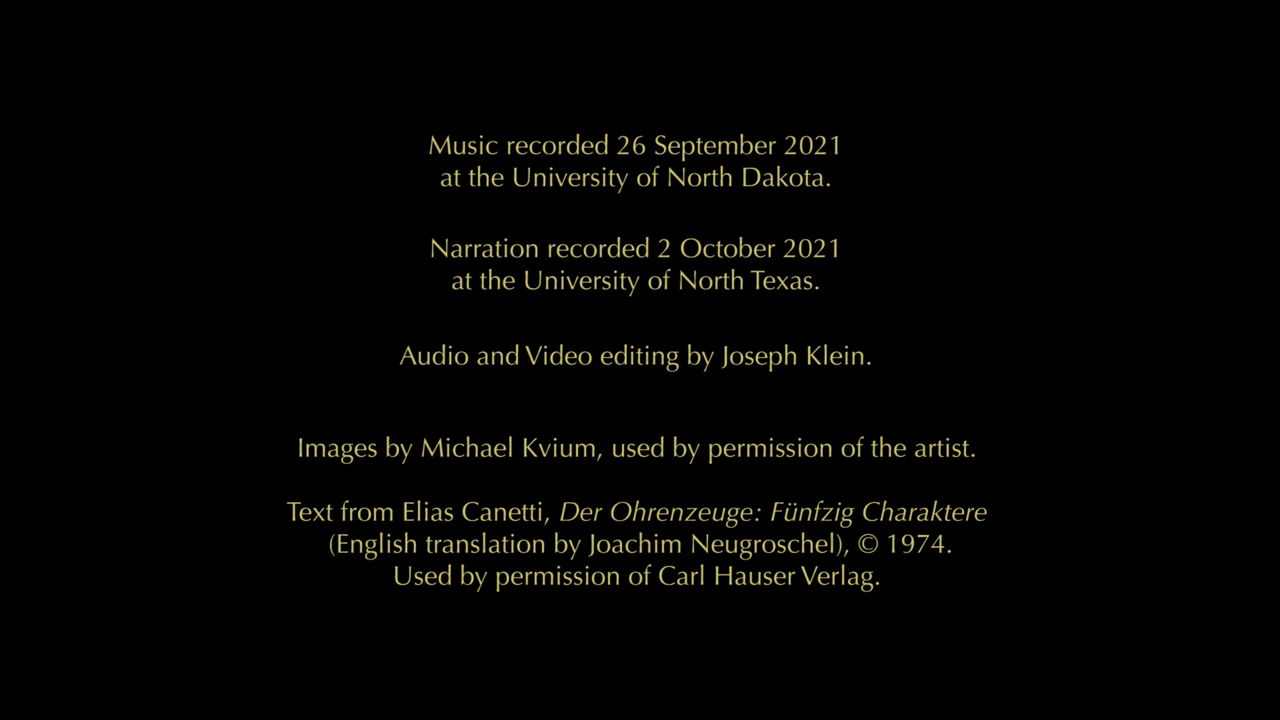 Music recorded 26 September 2021
at the University of North Dakota.
Narration recorded 2 October 2021
at the University of North Texas.
Audio and Video editing by Joseph Klein.
Images by Michael Kvium, used by permission of the artist.
Text from Elias Canetti, Der Ohrenzeuge: Fünfzig Charaktere
(English translation by Joachim Neugroschel), © 1974.
Used by permission of Carl Hauser Verlag.